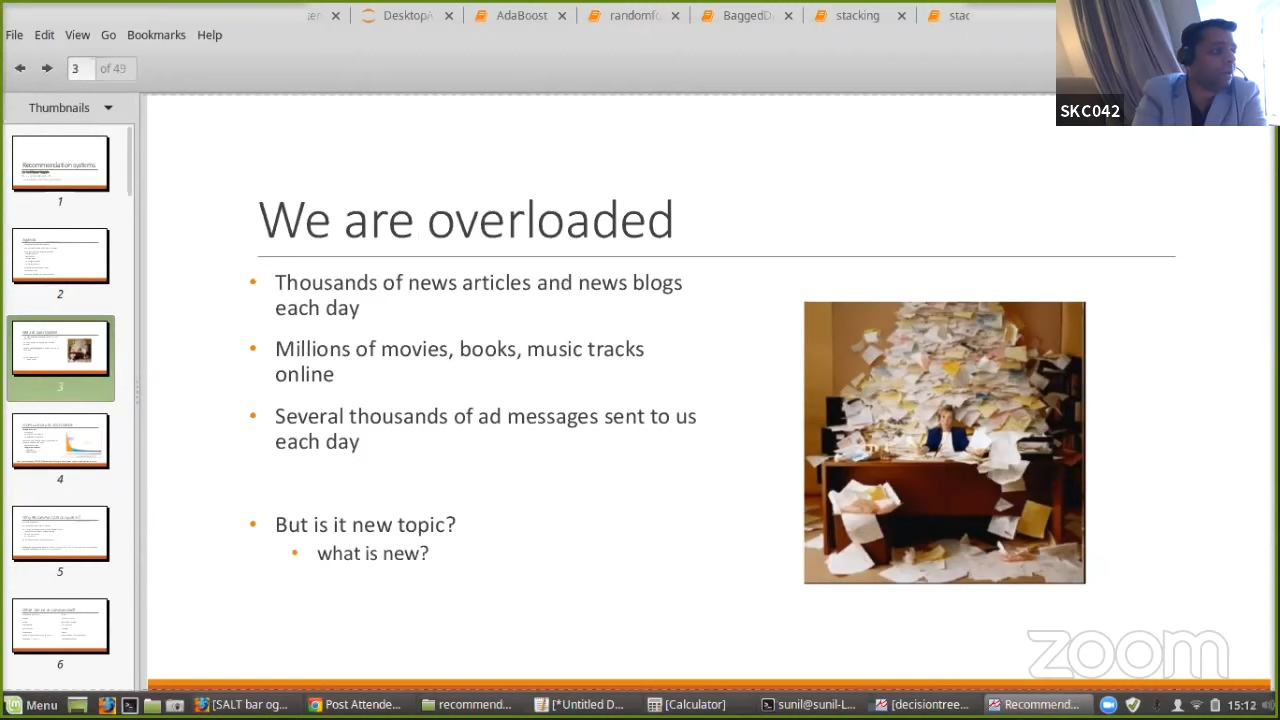 DesktopA
AdaBoost
randomfo
BaggedD
stacking
stac
File Edit View Go Bookmarks Help
3 of 49
SKC042
Thumbnails
Recommendation systems
1
2
3
4
5
6
We are overloaded
Thousands of news articles and news blogs
each day
Millions of movies, books, music tracks
online
Several thousands of ad messages sent to us
each day
But is it new topic?
what is new?
zoom
Menu
[SALT bar og...
Post Attende...
recommend...
[*Untitled D...
[Calculator]
sunil@sunil-L...
[decisiontree...
Recommend...
15:12